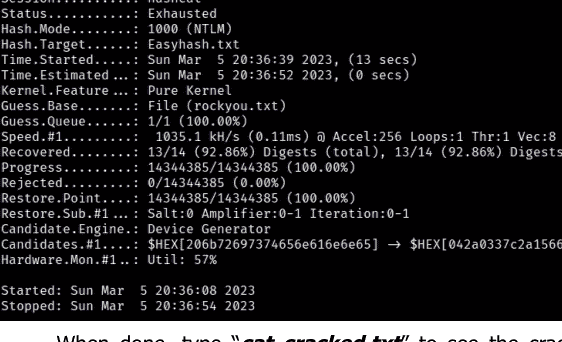 Status...........: Exhausted
Hash.Mode........: 1000 (NTLM)
Hash.Target......: Easyhash.txt
Time.Started.....: Sun Mar  5 20:36:39 2023, (13 secs)
Time.Estimated...: Sun Mar  5 20:36:52 2023, (0 secs)
Kernel.Feature...: Pure Kernel
Guess.Base.......: File (rockyou.txt)
Guess.Queue......: 1/1 (100.00%)
Speed.#1.........:  1035.1 kH/s (0.11ms) @ Accel:256 Loops:1 Thr:1 Vec:8
Recovered........: 13/14 (92.86%) Digests (total), 13/14 (92.86%) Digests
Progress.........: 14344385/14344385 (100.00%)
Rejected.........: 0/14344385 (0.00%)
Restore.Point....: 14344385/14344385 (100.00%)
Restore.Sub.#1...: Salt:0 Amplifier:0-1 Iteration:0-1
Candidate.Engine.: Device Generator
Candidates.#1....: $HEX[206b72697374656e616e6e65] -> $HEX[042a0337c2a1566
Hardware.Mon.#1..: Util: 57%
Started: Sun Mar  5 20:36:08 2023
Stopped: Sun Mar  5 20:36:54 2023
When done, type “cat cracked.txt” to see the crac